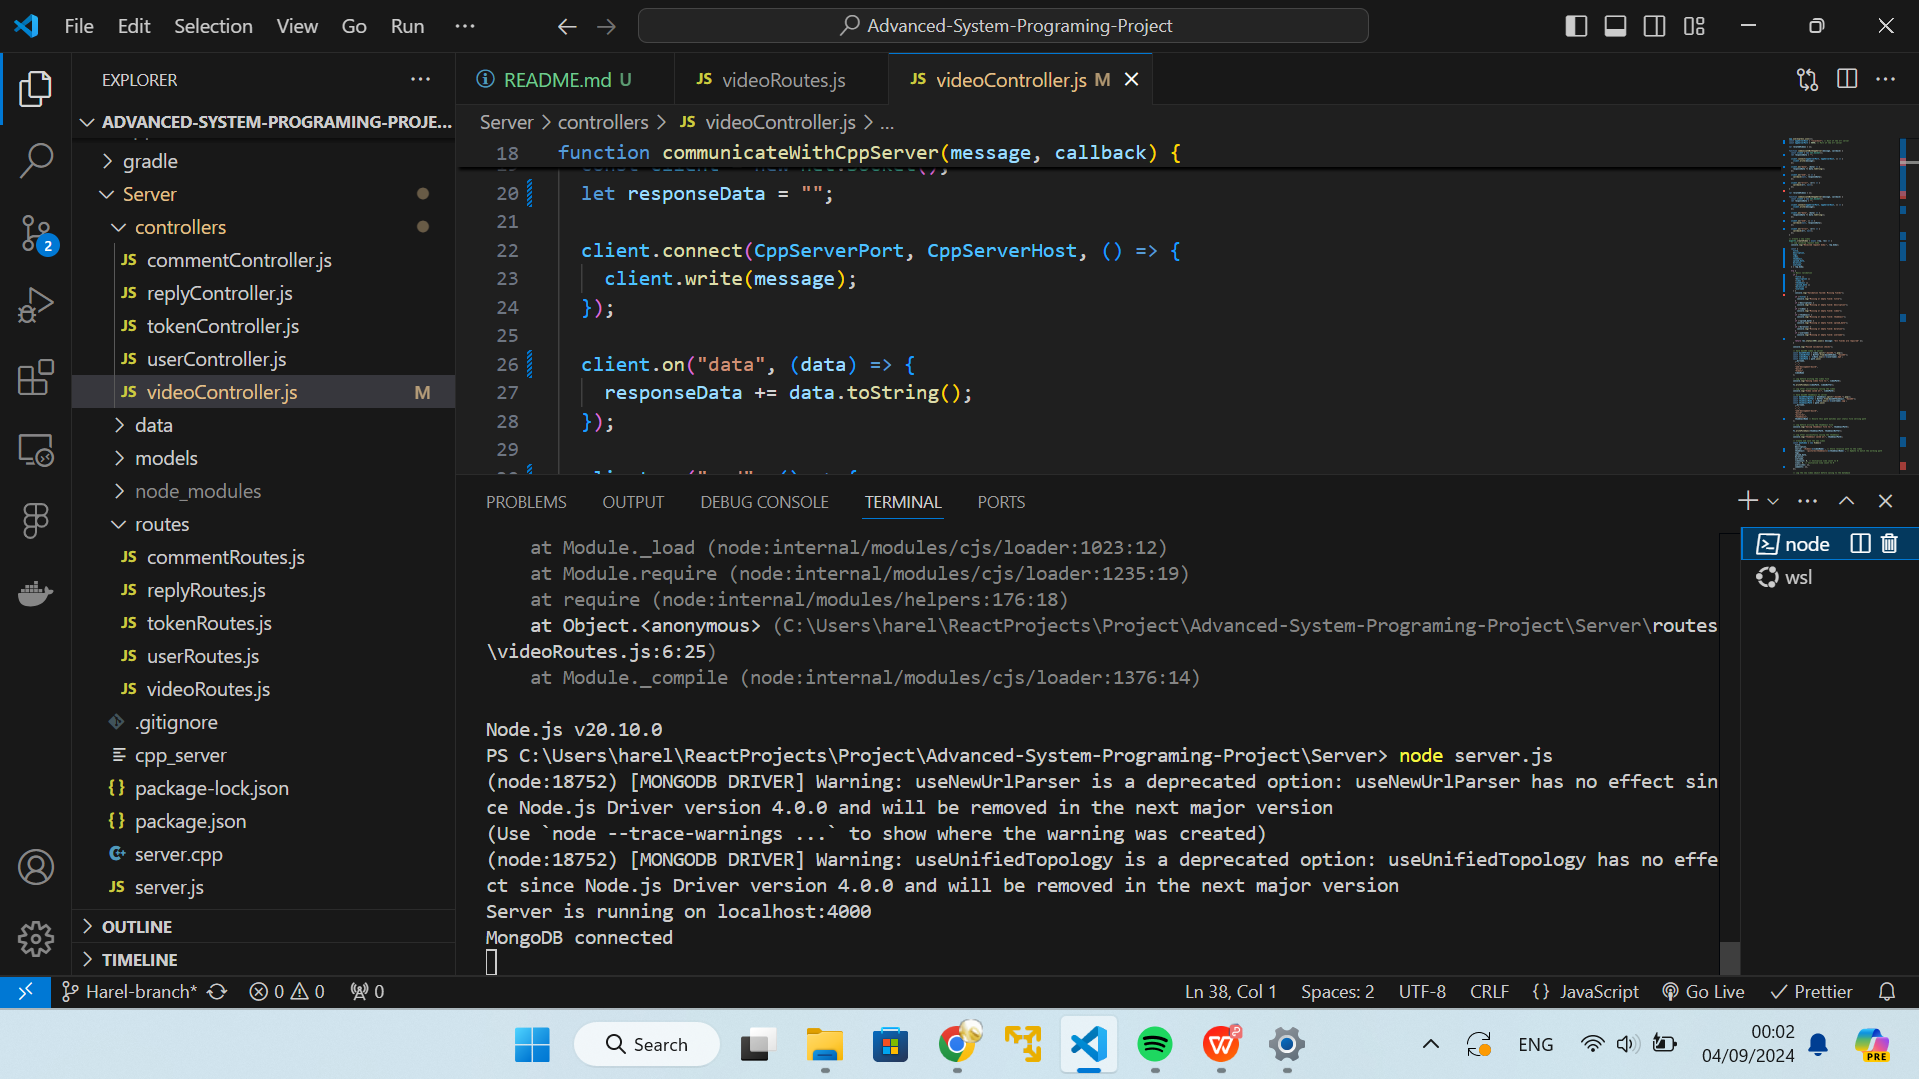 File Edit Selection View Go Run ···
Advanced-System-Programing-Project
EXPLORER
ADVANCED-SYSTEM-PROGRAMING-PROJE...
gradle
Server
controllers
JS commentController.js
JS replyController.js
JS tokenController.js
JS userController.js
JS videoController.js M
data
models
node_modules
routes
JS commentRoutes.js
JS replyRoutes.js
JS tokenRoutes.js
JS userRoutes.js
JS videoRoutes.js
.gitignore
cpp_server
{} package-lock.json
{} package.json
server.cpp
JS server.js
OUTLINE
TIMELINE
2
README.md U
JS videoRoutes.js
JS videoController.js M
Server > controllers > JS videoController.js > ...
18 function communicateWithCppServer(message, callback) {
20 let responseData = "";
21
22 client.connect(CppServerPort, CppServerHost, () => {
23 client.write(message);
24 });
25
26 client.on("data", (data) => {
27 responseData += data.toString();
28 });
29
PROBLEMS OUTPUT DEBUG CONSOLE TERMINAL PORTS
at Module._load (node:internal/modules/cjs/loader:1023:12)
at Module.require (node:internal/modules/cjs/loader:1235:19)
at require (node:internal/modules/helpers:176:18)
at Object.<anonymous> (C:\Users\harel\ReactProjects\Project\Advanced-System-Programing-Project\Server\routes
\videoRoutes.js:6:25)
at Module._compile (node:internal/modules/cjs/loader:1376:14)
Node.js v20.10.0
PS C:\Users\harel\ReactProjects\Project\Advanced-System-Programing-Project\Server> node server.js
(node:18752) [MONGODB DRIVER] Warning: useNewUrlParser is a deprecated option: useNewUrlParser has no effect sin
ce Node.js Driver version 4.0.0 and will be removed in the next major version
(Use `node --trace-warnings ...` to show where the warning was created)
(node:18752) [MONGODB DRIVER] Warning: useUnifiedTopology is a deprecated option: useUnifiedTopology has no effe
ct since Node.js Driver version 4.0.0 and will be removed in the next major version
Server is running on localhost:4000
MongoDB connected
node
wsl
Harel-branch* 0 0 0
Ln 38, Col 1 Spaces: 2 UTF-8 CRLF {} JavaScript Go Live Prettier
Search
ENG
00:02
04/09/2024
PRE